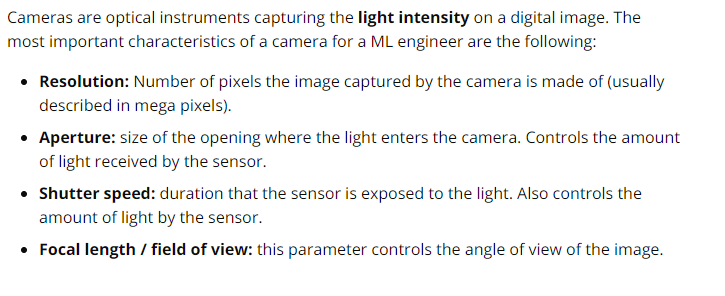 Cameras are optical instruments capturing the light intensity on a digital image. The
most important characteristics of a camera for a ML engineer are the following:
• Resolution: Number of pixels the image captured by the camera is made of (usually
described in mega pixels).
• Aperture: size of the opening where the light enters the camera. Controls the amount
of light received by the sensor.
• Shutter speed: duration that the sensor is exposed to the light. Also controls the
amount of light by the sensor.
• Focal length / field of view: this parameter controls the angle of view of the image.